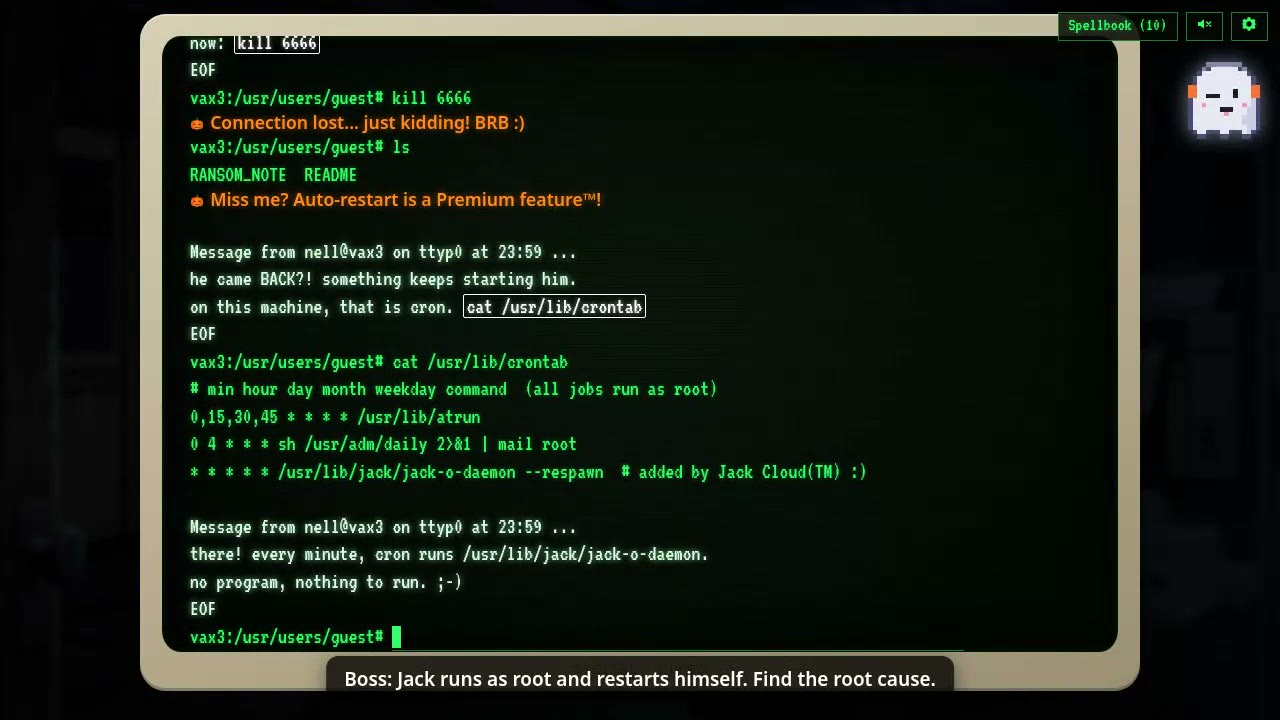 Spellbook (10)
now: kill 6666
EOF
vax3:/usr/users/guest# kill 6666
🎃 Connection lost... just kidding! BRB :)
vax3:/usr/users/guest# ls
RANSOM_NOTE  README
🎃 Miss me? Auto-restart is a Premium feature™!
Message from nell@vax3 on ttyp0 at 23:59 ...
he came BACK?! something keeps starting him.
on this machine, that is cron. cat /usr/lib/crontab
EOF
vax3:/usr/users/guest# cat /usr/lib/crontab
# min hour day month weekday command  (all jobs run as root)
0,15,30,45 * * * * /usr/lib/atrun
0 4 * * * sh /usr/adm/daily 2>&1 | mail root
* * * * * /usr/lib/jack/jack-o-daemon --respawn  # added by Jack Cloud(TM) :)
Message from nell@vax3 on ttyp0 at 23:59 ...
there! every minute, cron runs /usr/lib/jack/jack-o-daemon.
no program, nothing to run. ;-)
EOF
vax3:/usr/users/guest#
Boss: Jack runs as root and restarts himself. Find the root cause.